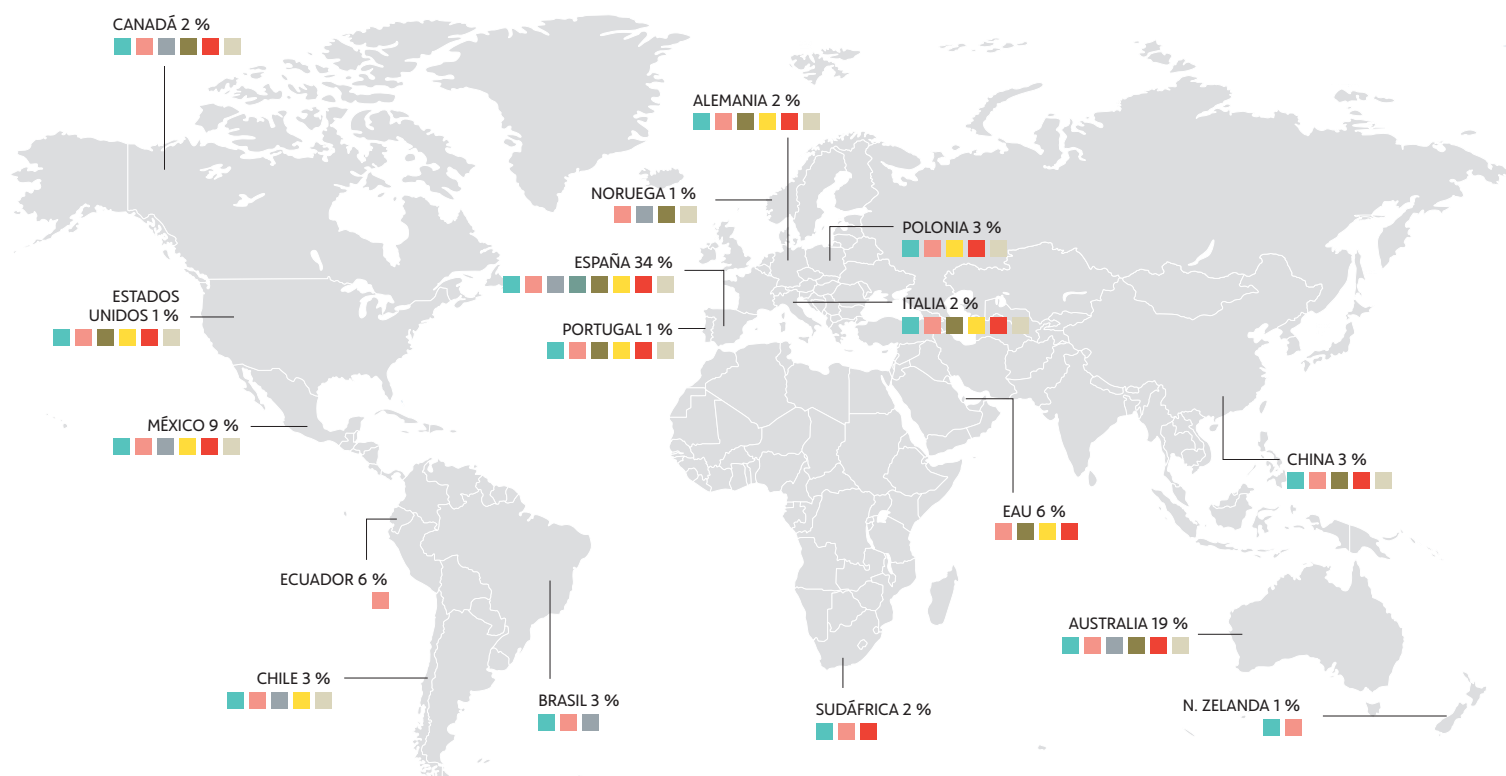 CANADÁ 2 %
ALEMANIA 2 %
NORUEGA 1 %
POLONIA 3 %
ESPAÑA 34 %
ESTADOS
UNIDOS 1 %
ITALIA 2 %
PORTUGAL 1 %
MÉXICO 9 %
CHINA 3 %
EAU 6 %
ECUADOR 6 %
AUSTRALIA 19 %
CHILE 3 %
BRASIL 3 %
SUDÁFRICA 2 %
N. ZELANDA 1 %